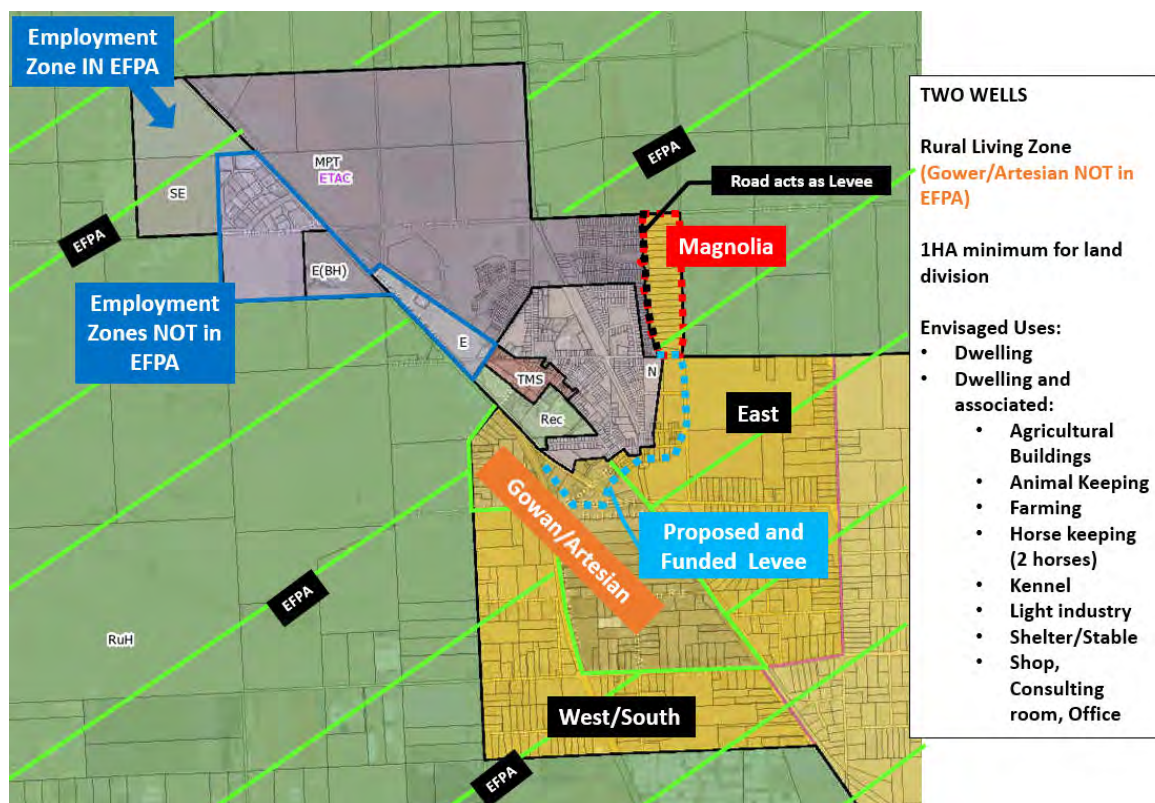 Employment
Zone IN EFPA
MPT
ETAC
SE
EFPA
EFPA
Road acts as Levee
Magnolia
E(BH)
Employment
Zones NOT in
EFPA
E
TMS
N
Rec
East
Gowan/Artesian
Proposed and
Funded Levee
EFPA
RuH
West/South
EFPA
TWO WELLS
Rural Living Zone
(Gower/Artesian NOT in
EFPA)
1HA minimum for land
division
Envisaged Uses:
• Dwelling
• Dwelling and
associated:
• Agricultural
Buildings
• Animal Keeping
• Farming
• Horse keeping
(2 horses)
• Kennel
• Light industry
• Shelter/Stable
• Shop,
Consulting
room, Office